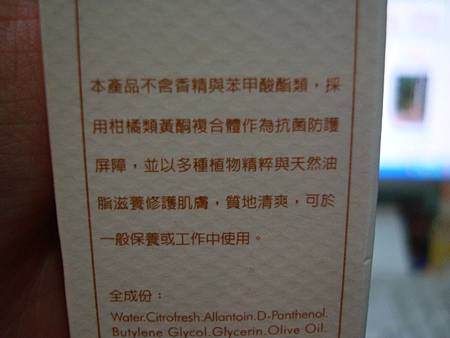 本產品不含香精與苯甲酸酯類，採
用柑橘類黃酮複合體作為抗菌防護
屏障，並以多種植物精粹與天然油
脂滋養修護肌膚，質地清爽，可於
一般保養或工作中使用。
全成份：
Water.Citrofresh.Allantoin.D-Panthenol.
Butylene Glycol.Glycerin.Olive Oil.